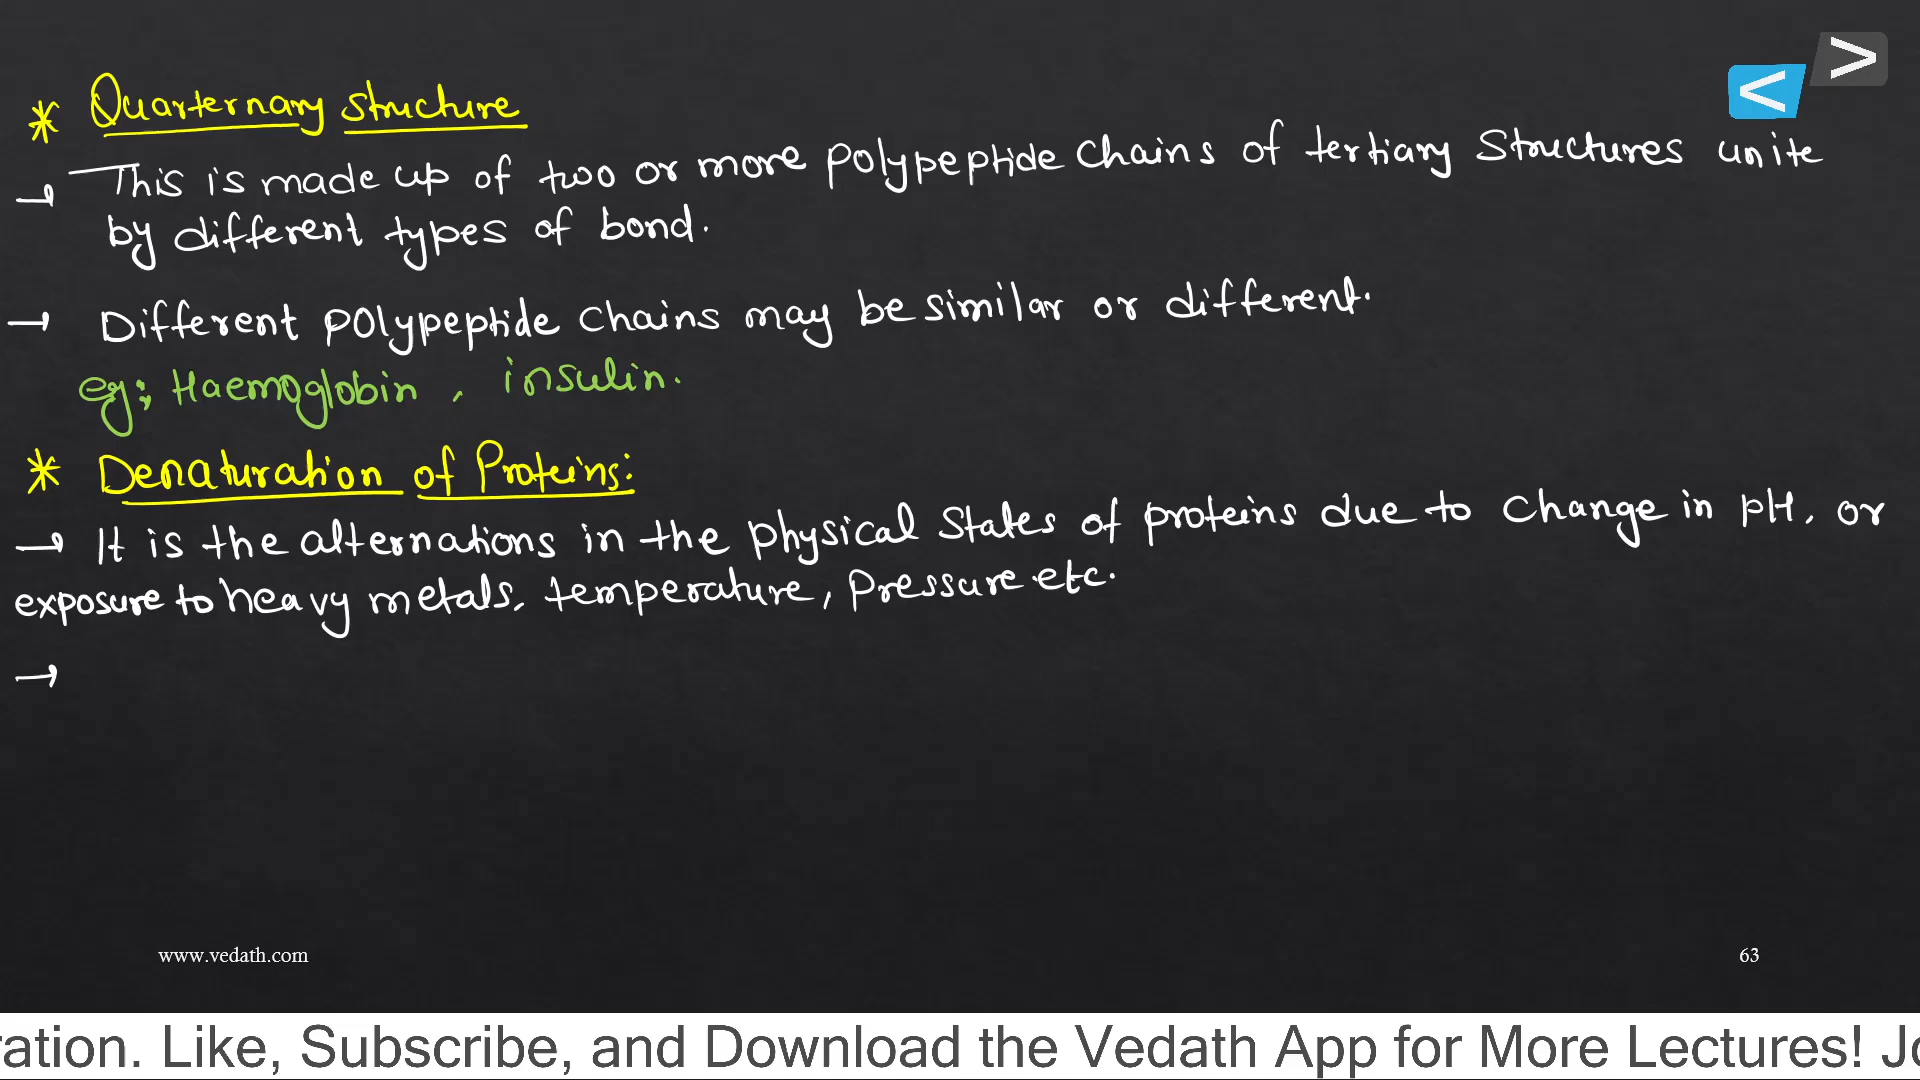 * Quarternary Structure
→ This is made up of two or more polypeptide chains of tertiary Structures unite
by different types of bond.
→ Different polypeptide chains may be similar or different.
eg; Haemoglobin, insulin.
* Denaturation of Proteins:
→ It is the alternations in the physical States of proteins due to change in pH, or
exposure to heavy metals, temperature, Pressure etc.
→
www.vedath.com
63
ration. Like, Subscribe, and Download the Vedath App for More Lectures! Jo